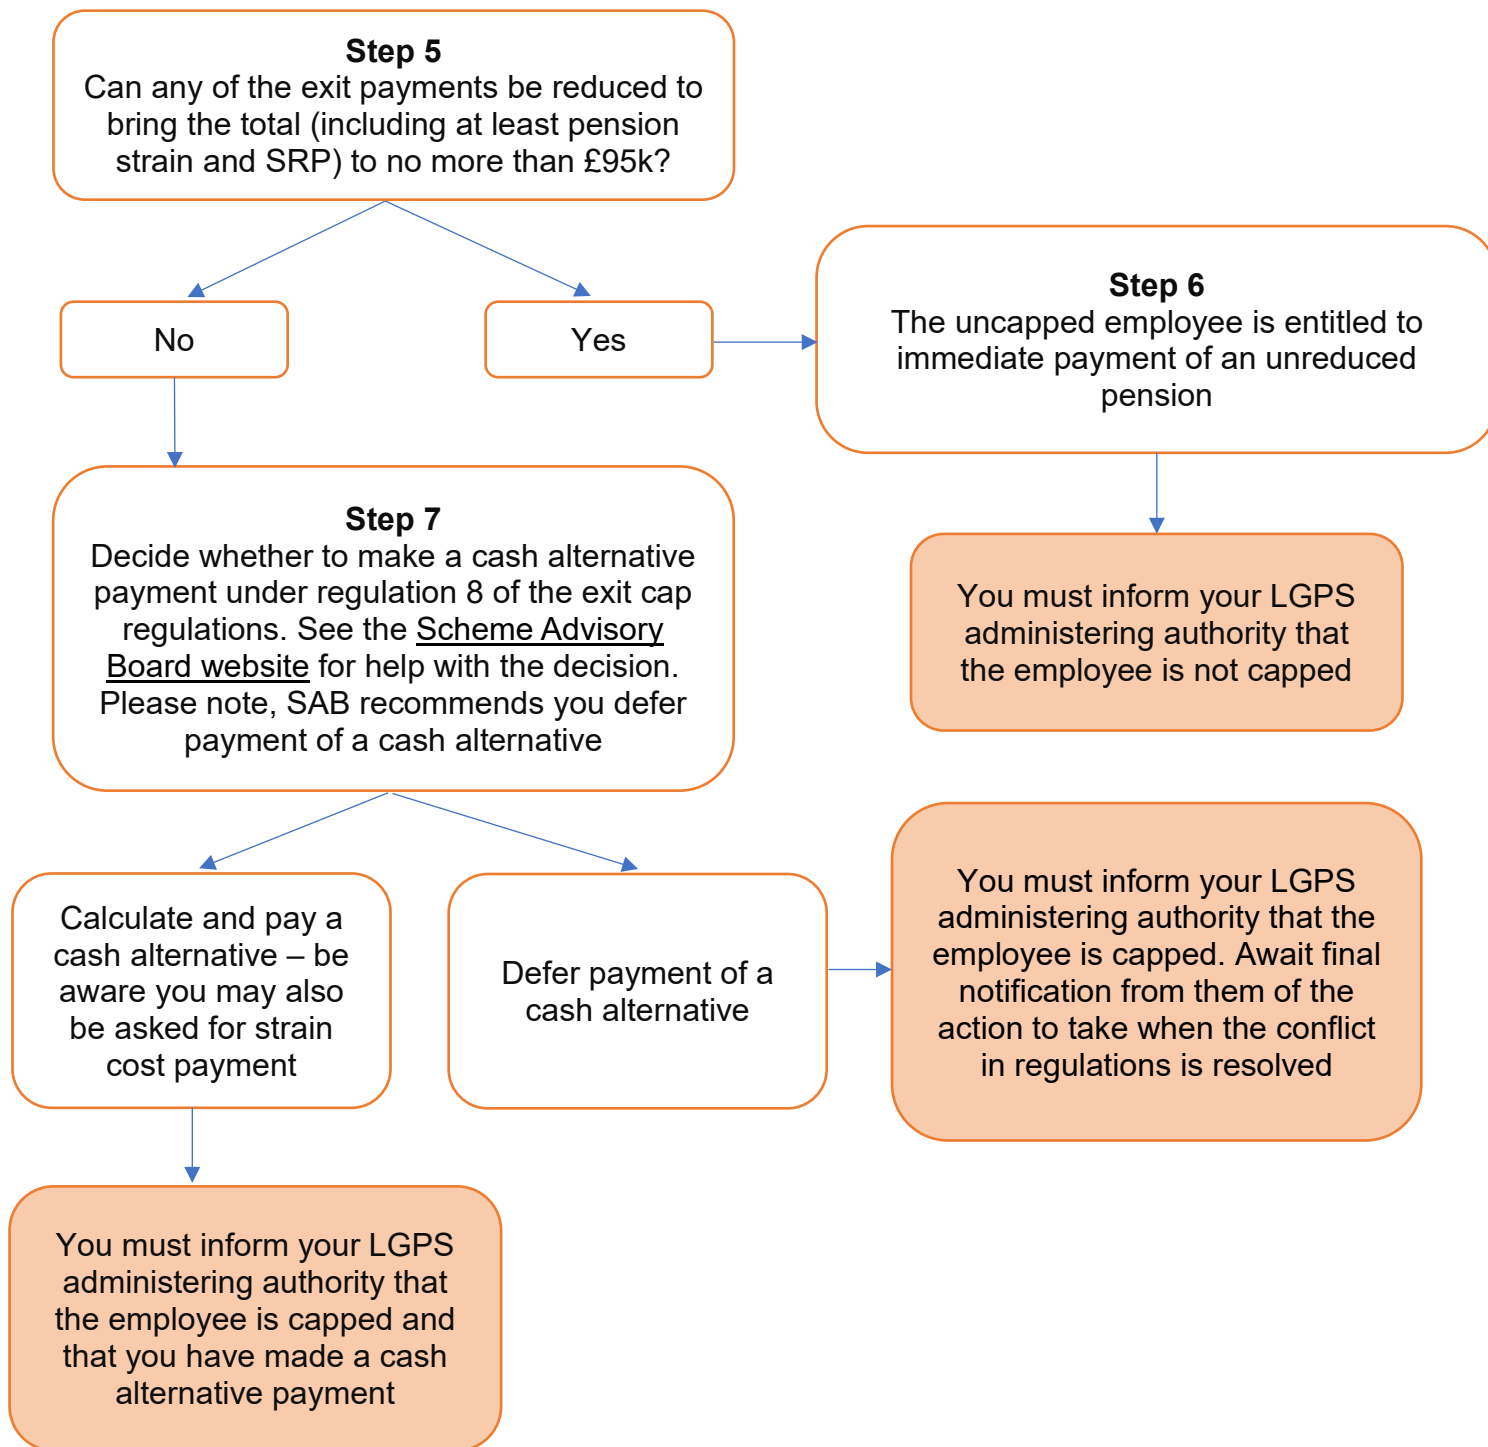 Step 5
Can any of the exit payments be reduced to
bring the total (including at least pension
strain and SRP) to no more than £95k?
No
Yes
Step 6
The uncapped employee is entitled to
immediate payment of an unreduced
pension
You must inform your LGPS
administering authority that
the employee is not capped
Step 7
Decide whether to make a cash alternative
payment under regulation 8 of the exit cap
regulations. See the Scheme Advisory
Board website for help with the decision.
Please note, SAB recommends you defer
payment of a cash alternative
Calculate and pay a
cash alternative – be
aware you may also
be asked for strain
cost payment
Defer payment of a
cash alternative
You must inform your LGPS
administering authority that the
employee is capped. Await final
notification from them of the
action to take when the conflict
in regulations is resolved
You must inform your LGPS
administering authority that
the employee is capped and
that you have made a cash
alternative payment